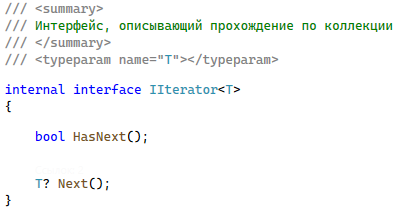 /// <summary>
/// Интерфейс, описывающий прохождение по коллекции
/// </summary>
/// <typeparam name="T"></typeparam>
internal interface IIterator<T>
{
bool HasNext();
T? Next();
}